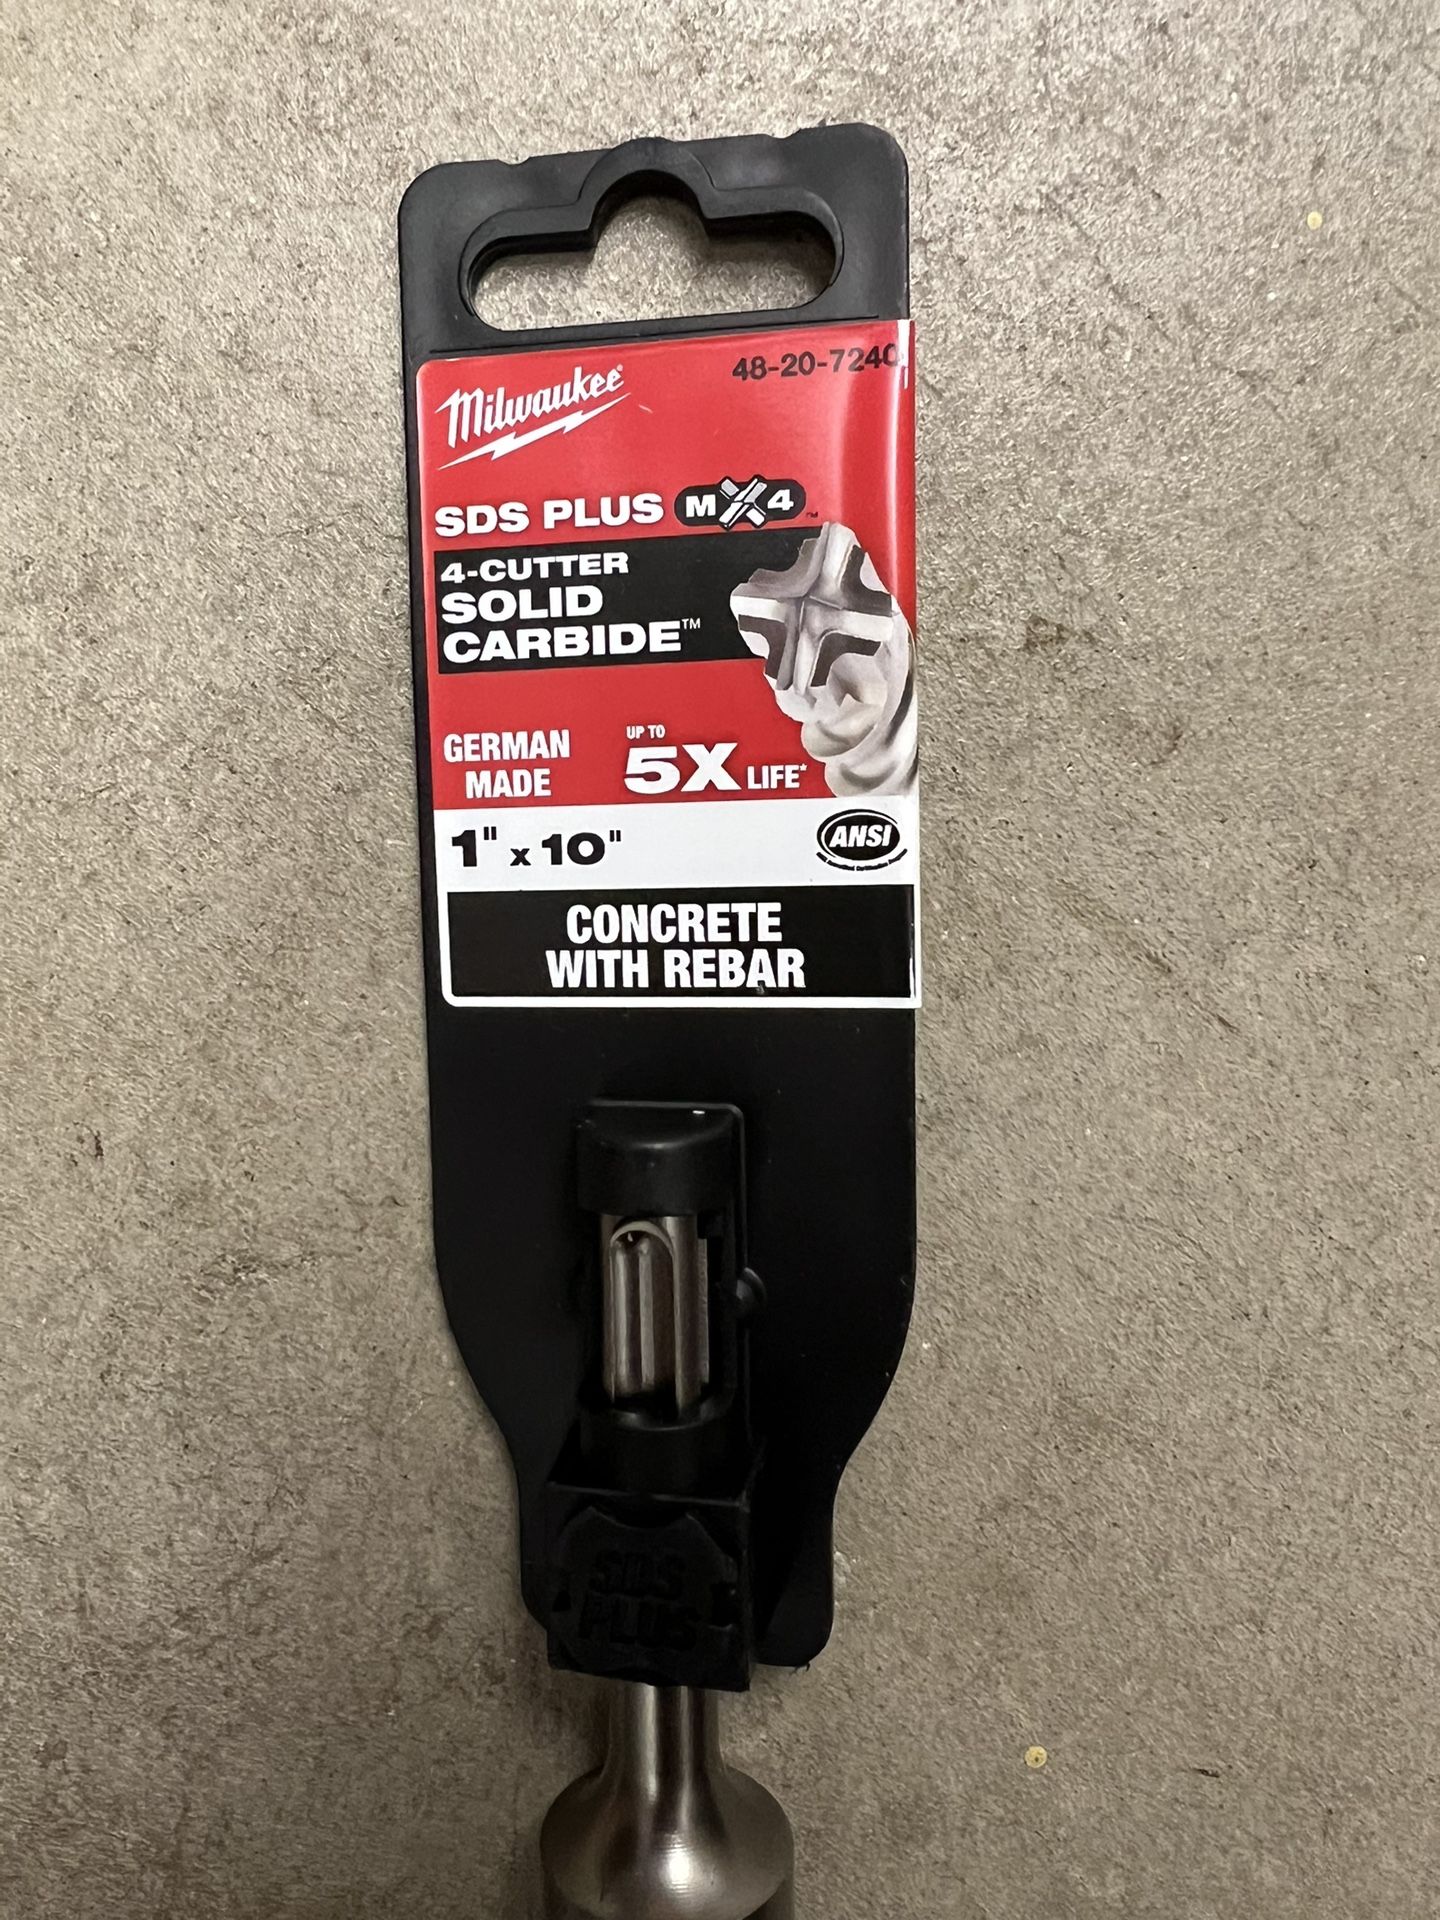 Milwaukee
48-20-7240
SDS PLUS MX4™
4-CUTTER
SOLID
CARBIDE™
GERMAN
MADE
UP TO
5X LIFE*
1" x 10"
ANSI
CONCRETE
WITH REBAR
SDS
PLUS